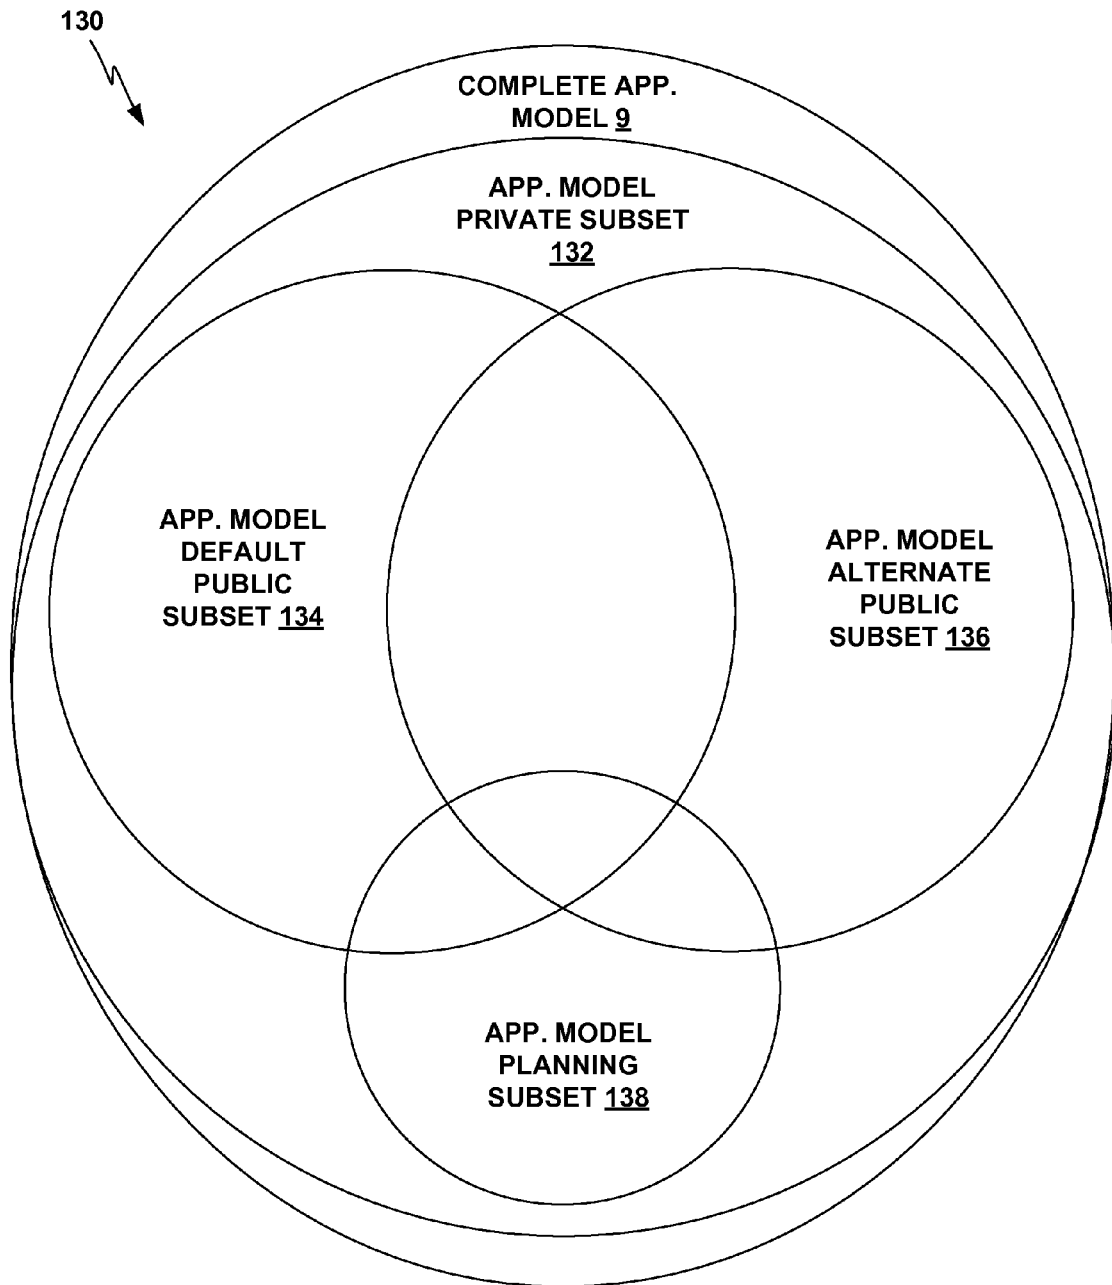 130
COMPLETE APP.
MODEL 9
APP. MODEL
PRIVATE SUBSET
132
APP. MODEL
DEFAULT
PUBLIC
SUBSET 134
APP. MODEL
ALTERNATE
PUBLIC
SUBSET 136
APP. MODEL
PLANNING
SUBSET 138